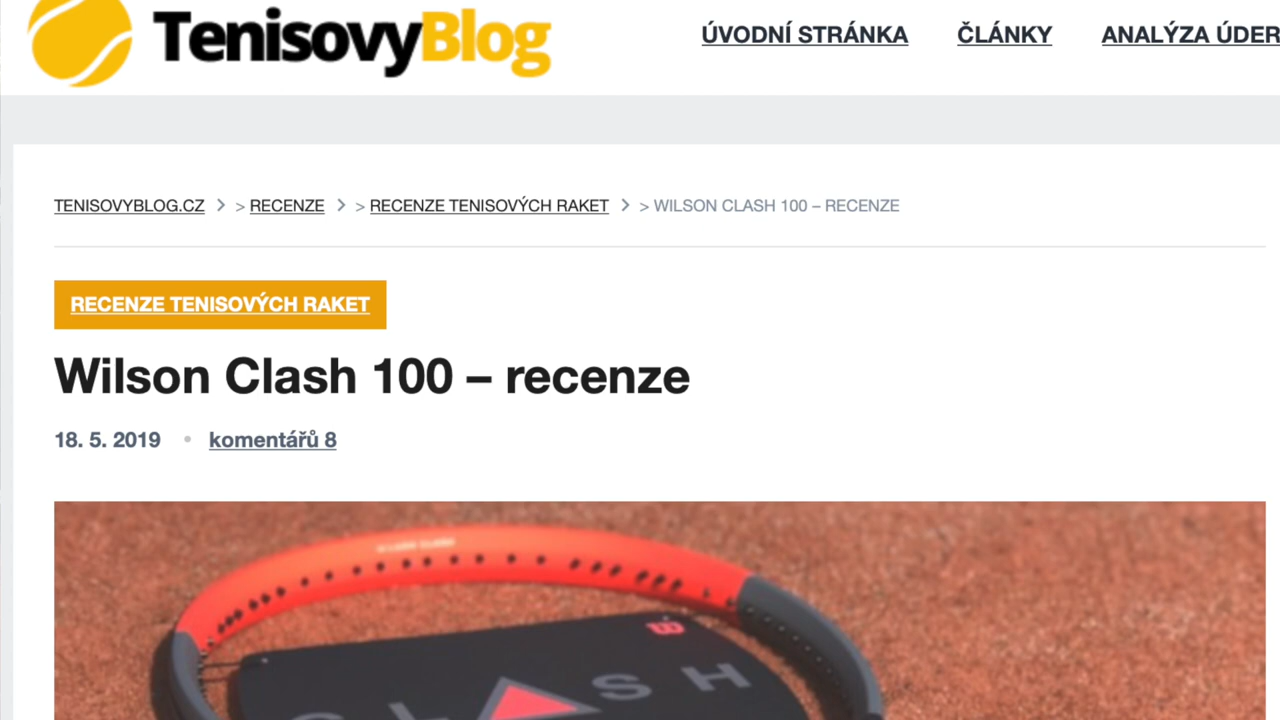 TenisovyBlog
ÚVODNÍ STRÁNKA ČLÁNKY ANALÝZA ÚDER
TENISOVYBLOG.CZ > > RECENZE > > RECENZE TENISOVÝCH RAKET > > WILSON CLASH 100 – RECENZE
RECENZE TENISOVÝCH RAKET
Wilson Clash 100 – recenze
18. 5. 2019 • komentářů 8
W
CLASH